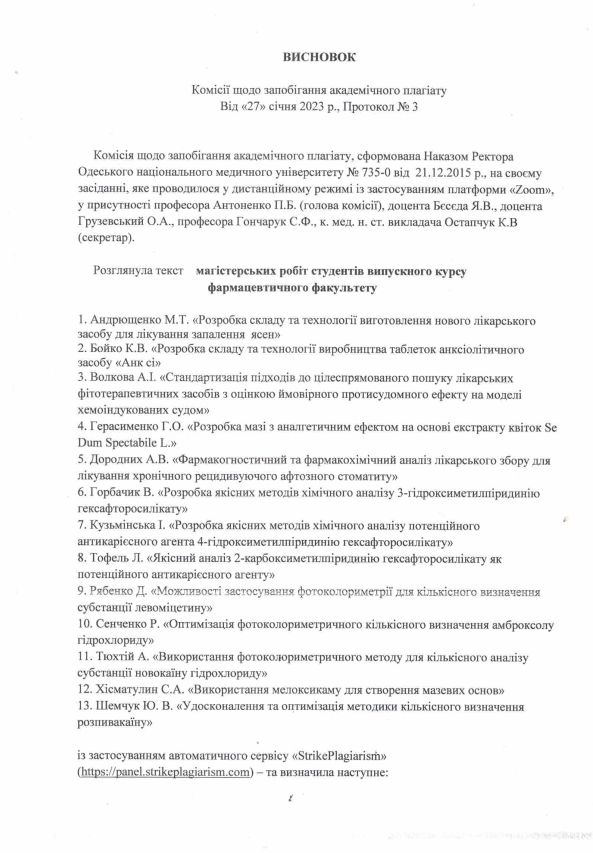 ВИСНОВОК
Комісії щодо запобігання академічного плагіату
Від «27» січня 2023 р., Протокол № 3
Комісія щодо запобігання академічного плагіату, сформована Наказом Ректора
Одеського національного медичного університету № 735-0 від 21.12.2015 р., на своєму
засіданні, яке проводилося у дистанційному режимі із застосуванням платформи «Zoom»,
у присутності професора Антоненко П.Б. (голова комісії), доцента Бєсєда Я.В., доцента
Грузевський О.А., професора Гончарук С.Ф., к. мед. н. ст. викладача Остапчук К.В
(секретар).
Розглянула текст магістерських робіт студентів випускного курсу
фармацевтичного факультету
1. Андрющенко М.Т. «Розробка складу та технології виготовлення нового лікарського
засобу для лікування запалення ясен»
2. Бойко К.В. «Розробка складу та технології виробництва таблеток анксіолітичного
засобу «Анк сі»
3. Волкова А.І. «Стандартизація підходів до цілеспрямованого пошуку лікарських
фітотерапевтичних засобів з оцінкою ймовірного протисудомного ефекту на моделі
хемоіндукованих судом»
4. Герасименко Г.О. «Розробка мазі з аналгетичним ефектом на основі екстракту квіток Se
Dum Spectabile L.»
5. Дородних А.В. «Фармакогностичний та фармакохімічний аналіз лікарського збору для
лікування хронічного рецидивуючого афтозного стоматиту»
6. Горбачик В. «Розробка якісних методів хімічного аналізу 3-гідроксиметилпіридинію
гексафторосилікату»
7. Кузьмінська І. «Розробка якісних методів хімічного аналізу потенційного
антикарієсного агента 4-гідроксиметилпіридинію гексафторосилікату»
8. Тофель Л. «Якісний аналіз 2-карбоксиметилпіридинію гексафторосилікату як
потенційного антикарієсного агенту»
9. Рябенко Д. «Можливості застосування фотоколориметрії для кількісного визначення
субстанції левоміцетину»
10. Сенченко Р. «Оптимізація фотоколориметричного кількісного визначення амброксолу
гідрохлориду»
11. Тюхтій А. «Використання фотоколориметричного методу для кількісного аналізу
субстанції новокаїну гідрохлориду»
12. Хісматулин С.А. «Використання мелоксикаму для створення мазевих основ»
13. Шемчук Ю. В. «Удосконалення та оптимізація методики кількісного визначення
розпивакаїну»
із застосуванням автоматичного сервісу «StrikePlagiarism»
(https://panel.strikeplagiarism.com) – та визначила наступне: